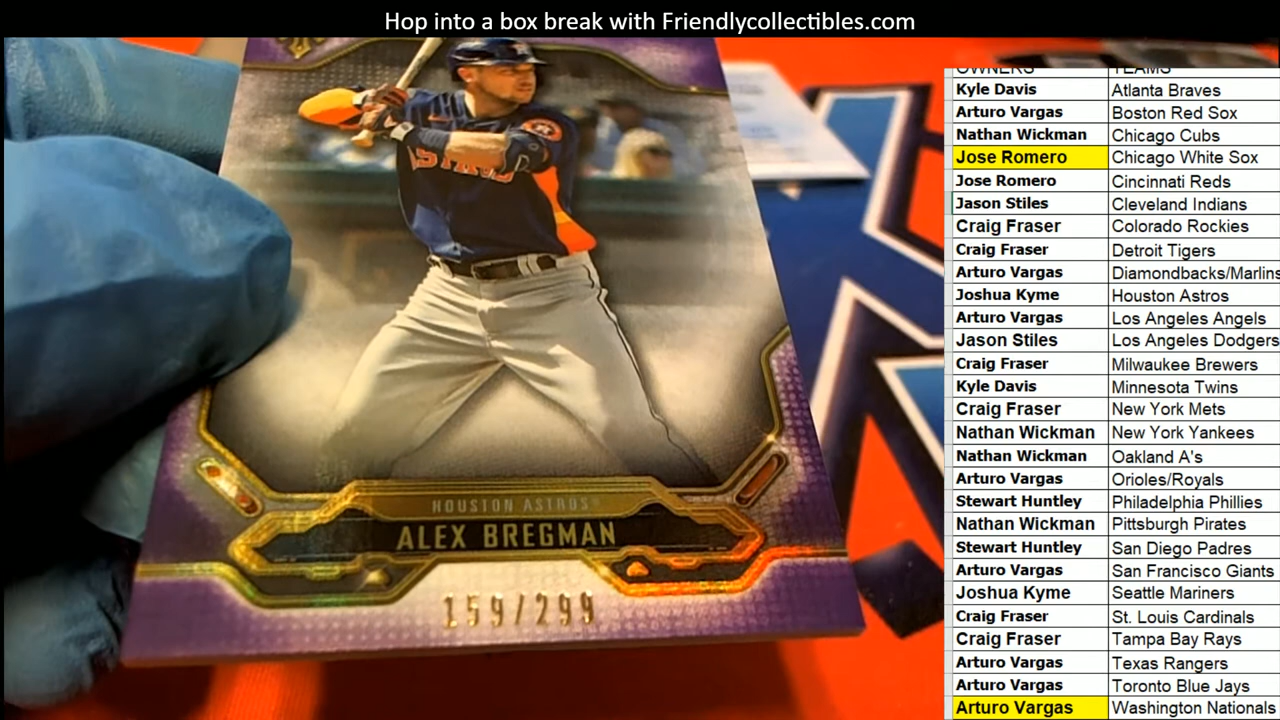 Hop into a box break with Friendlycollectibles.com
OWNERS TEAMS
Kyle Davis Atlanta Braves
Arturo Vargas Boston Red Sox
Nathan Wickman Chicago Cubs
Jose Romero Chicago White Sox
Jose Romero Cincinnati Reds
Jason Stiles Cleveland Indians
Craig Fraser Colorado Rockies
Craig Fraser Detroit Tigers
Arturo Vargas Diamondbacks/Marlins
Joshua Kyme Houston Astros
Arturo Vargas Los Angeles Angels
Jason Stiles Los Angeles Dodgers
Craig Fraser Milwaukee Brewers
Kyle Davis Minnesota Twins
Craig Fraser New York Mets
Nathan Wickman New York Yankees
Nathan Wickman Oakland A's
Arturo Vargas Orioles/Royals
Stewart Huntley Philadelphia Phillies
Nathan Wickman Pittsburgh Pirates
Stewart Huntley San Diego Padres
Arturo Vargas San Francisco Giants
Joshua Kyme Seattle Mariners
Craig Fraser St. Louis Cardinals
Craig Fraser Tampa Bay Rays
Arturo Vargas Texas Rangers
Arturo Vargas Toronto Blue Jays
Arturo Vargas Washington Nationals
HOUSTON ASTROS
ALEX BREGMAN
159/299